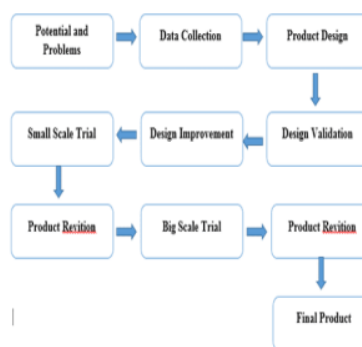 Potential and
Problems
Data Collection
Product Design
Design Validation
Design Improvement
Small Scale Trial
Product Revition
Big Scale Trial
Product Revition
Final Product